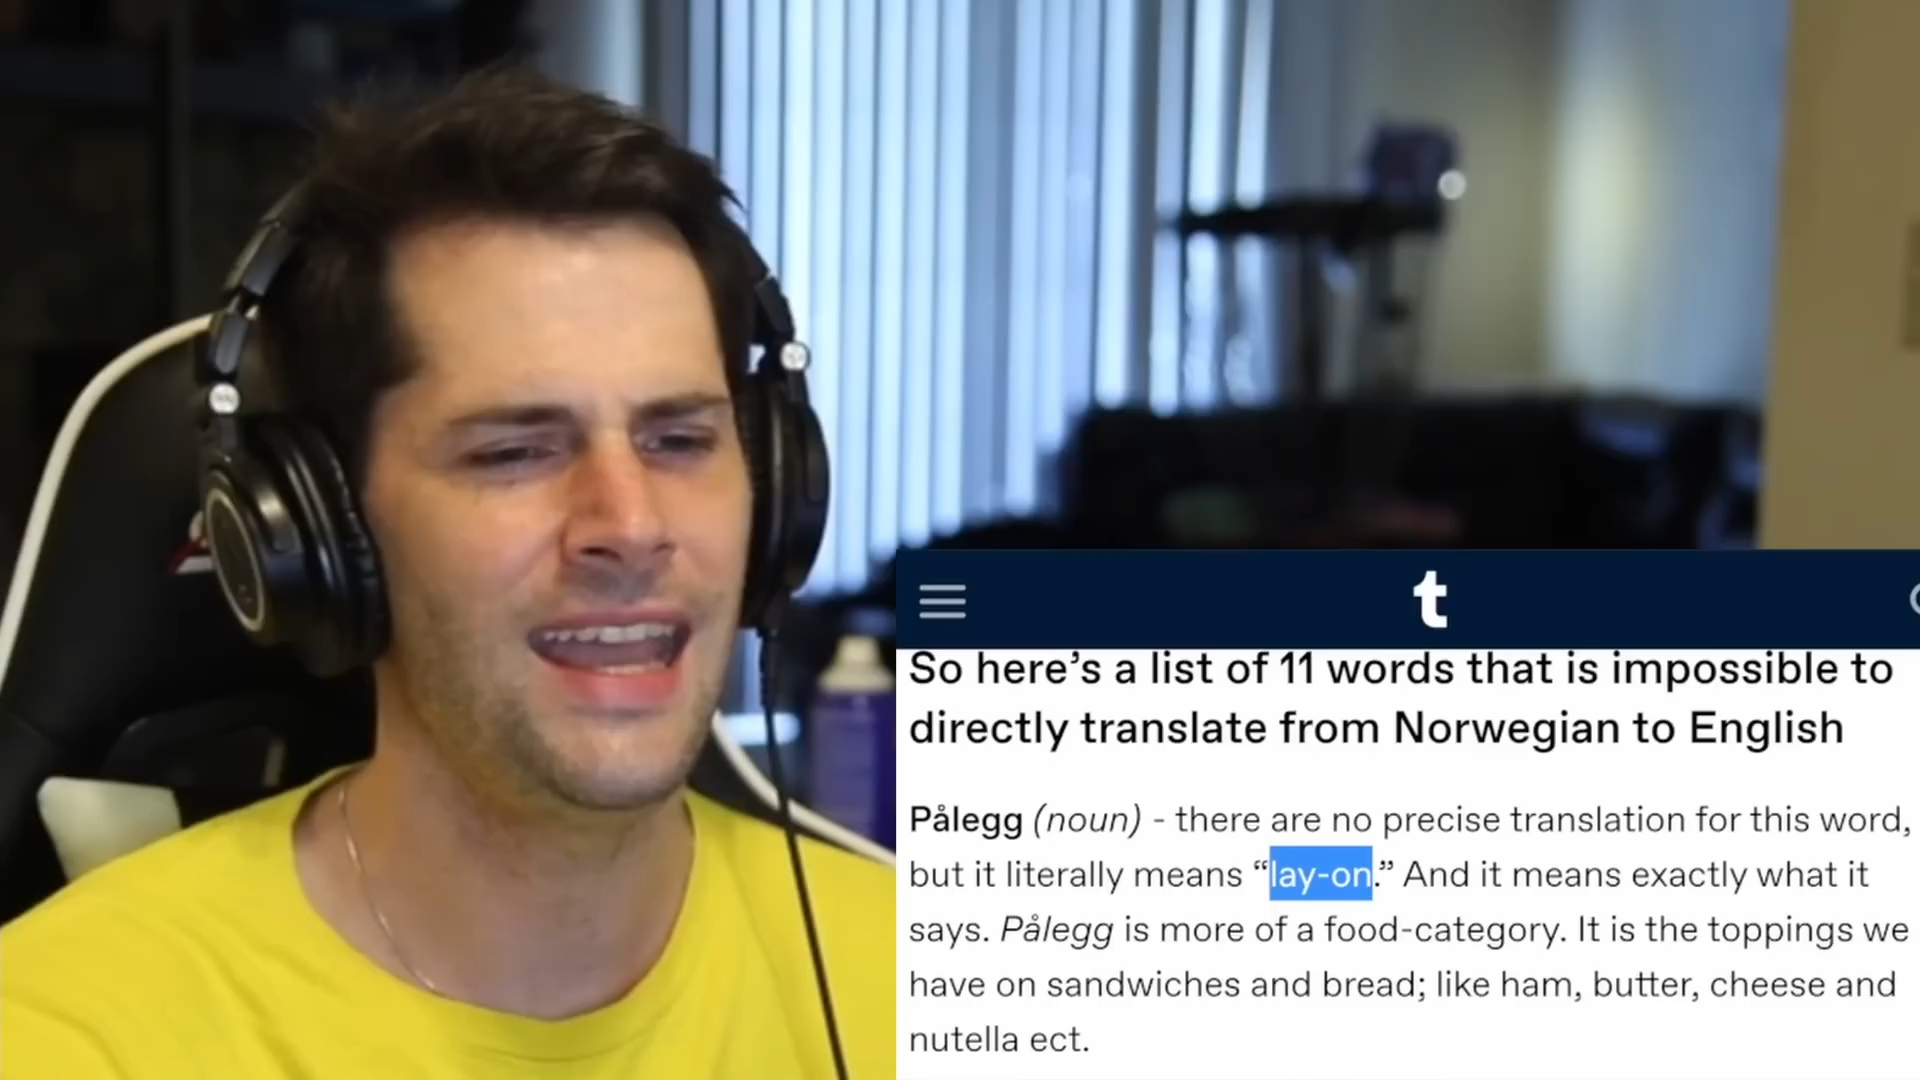 t
So here’s a list of 11 words that is impossible to
directly translate from Norwegian to English
Pålegg (noun) - there are no precise translation for this word,
but it literally means “lay-on.” And it means exactly what it
says. Pålegg is more of a food-category. It is the toppings we
have on sandwiches and bread; like ham, butter, cheese and
nutella ect.